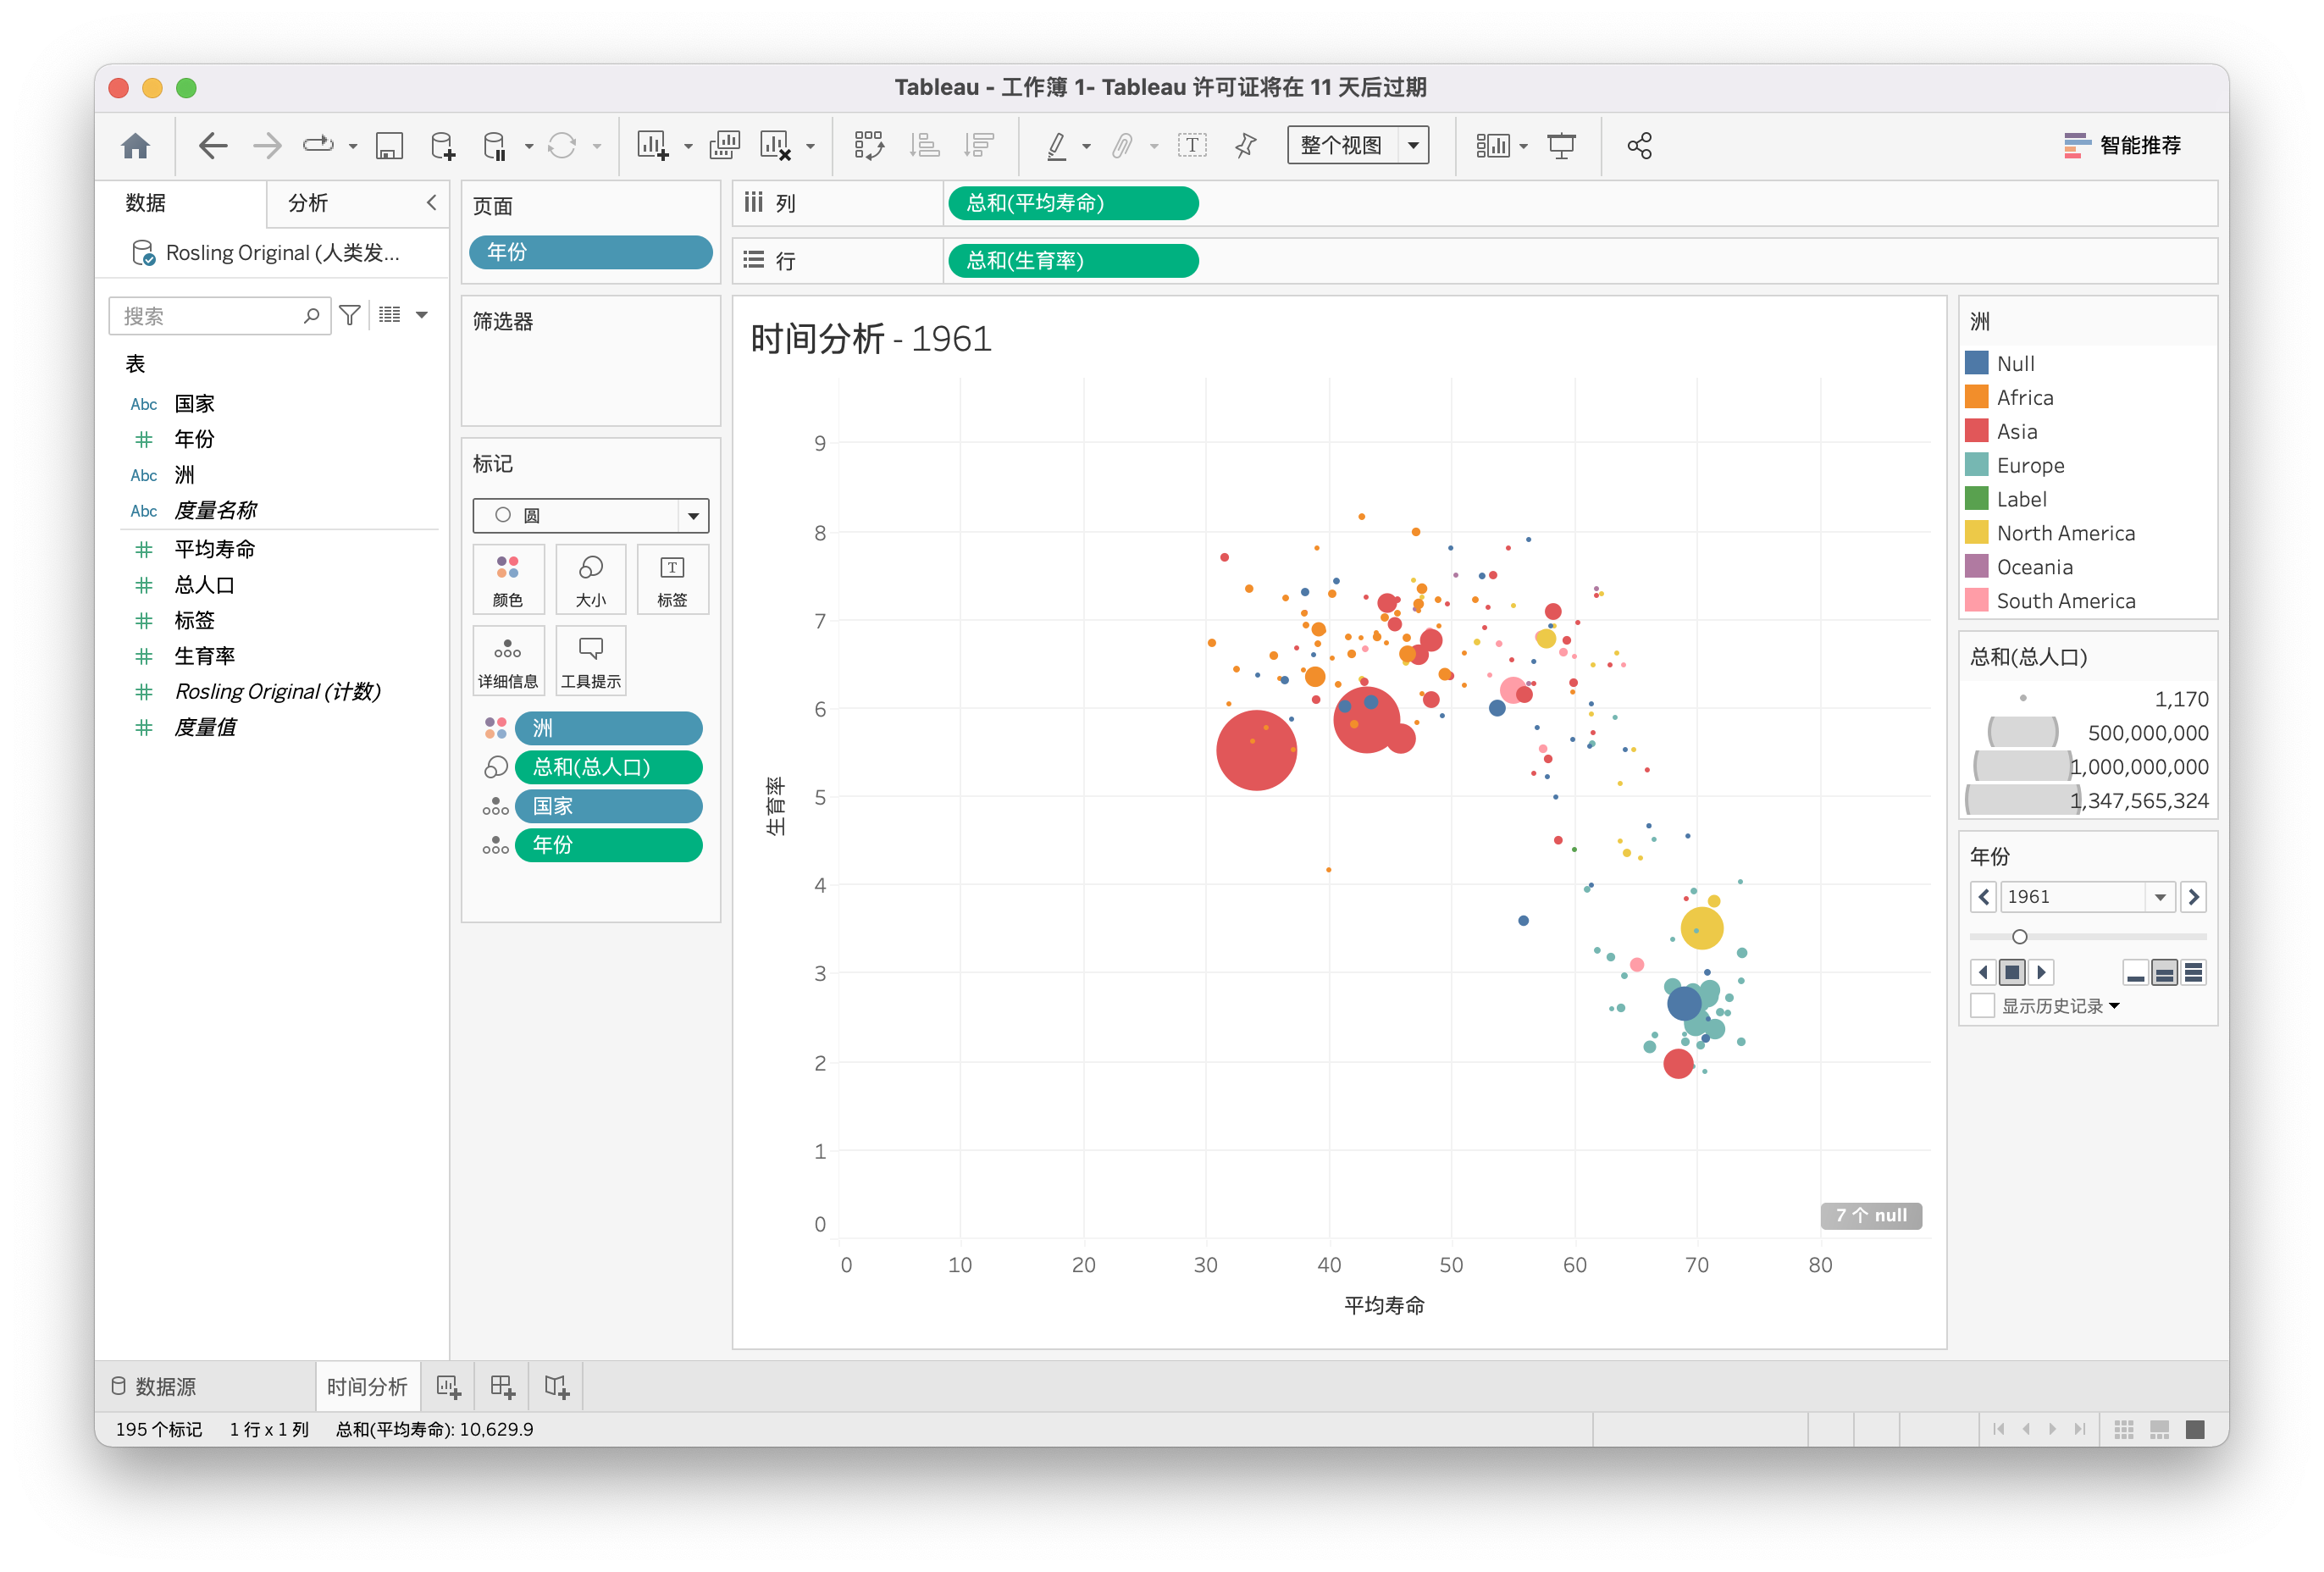 Tableau - 工作簿 1- Tableau 许可证将在 11 天后过期
整个视图
智能推荐
数据
分析
Rosling Original (人类发...
搜索
表
Abc 国家
年份
Abc 洲
Abc 度量名称
平均寿命
总人口
标签
生育率
Rosling Original (计数)
度量值
页面
年份
筛选器
标记
圆
颜色
大小
T
标签
详细信息
工具提示
洲
总和(总人口)
国家
年份
列
总和(平均寿命)
行
总和(生育率)
时间分析 - 1961
9
8
7
6
5
4
3
2
1
0
生育率
0 10 20 30 40 50 60 70 80
平均寿命
7 个 null
洲
Null
Africa
Asia
Europe
Label
North America
Oceania
South America
总和(总人口)
1,170
500,000,000
1,000,000,000
1,347,565,324
年份
1961
显示历史记录
数据源
时间分析
195 个标记 1 行 x 1 列 总和(平均寿命): 10,629.9